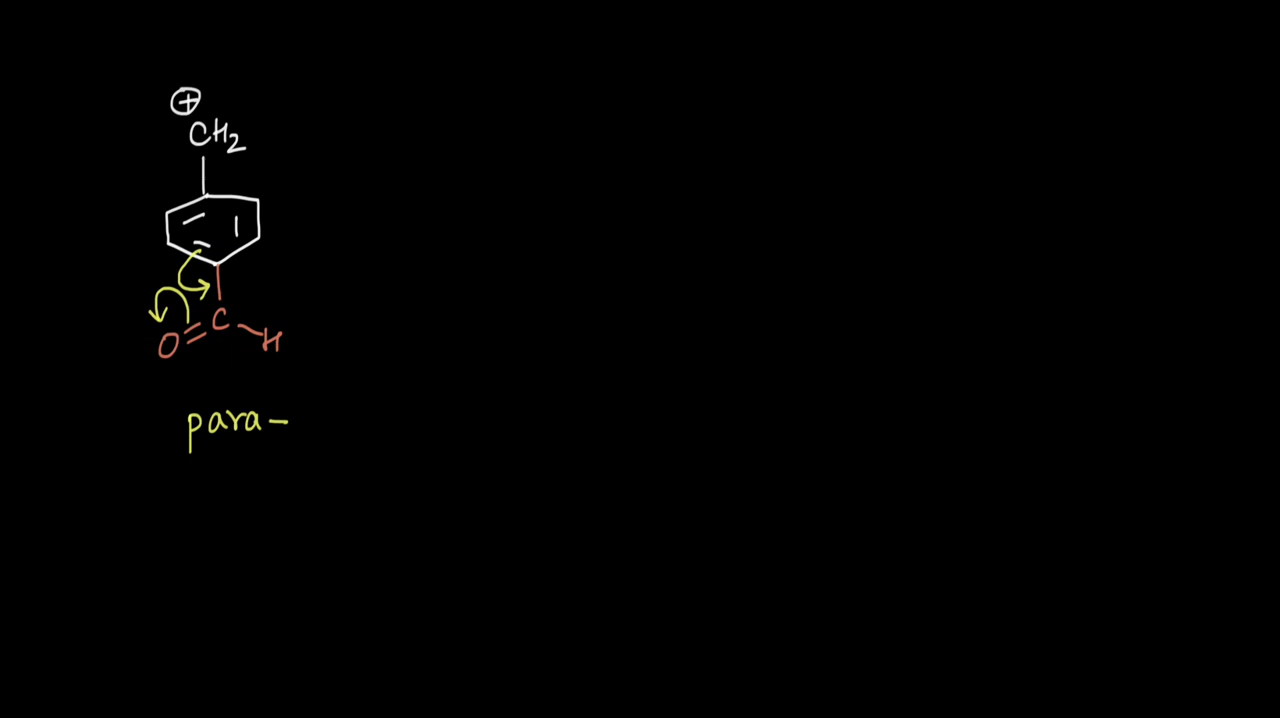 ⊕
CH2
C
O = - H
para-